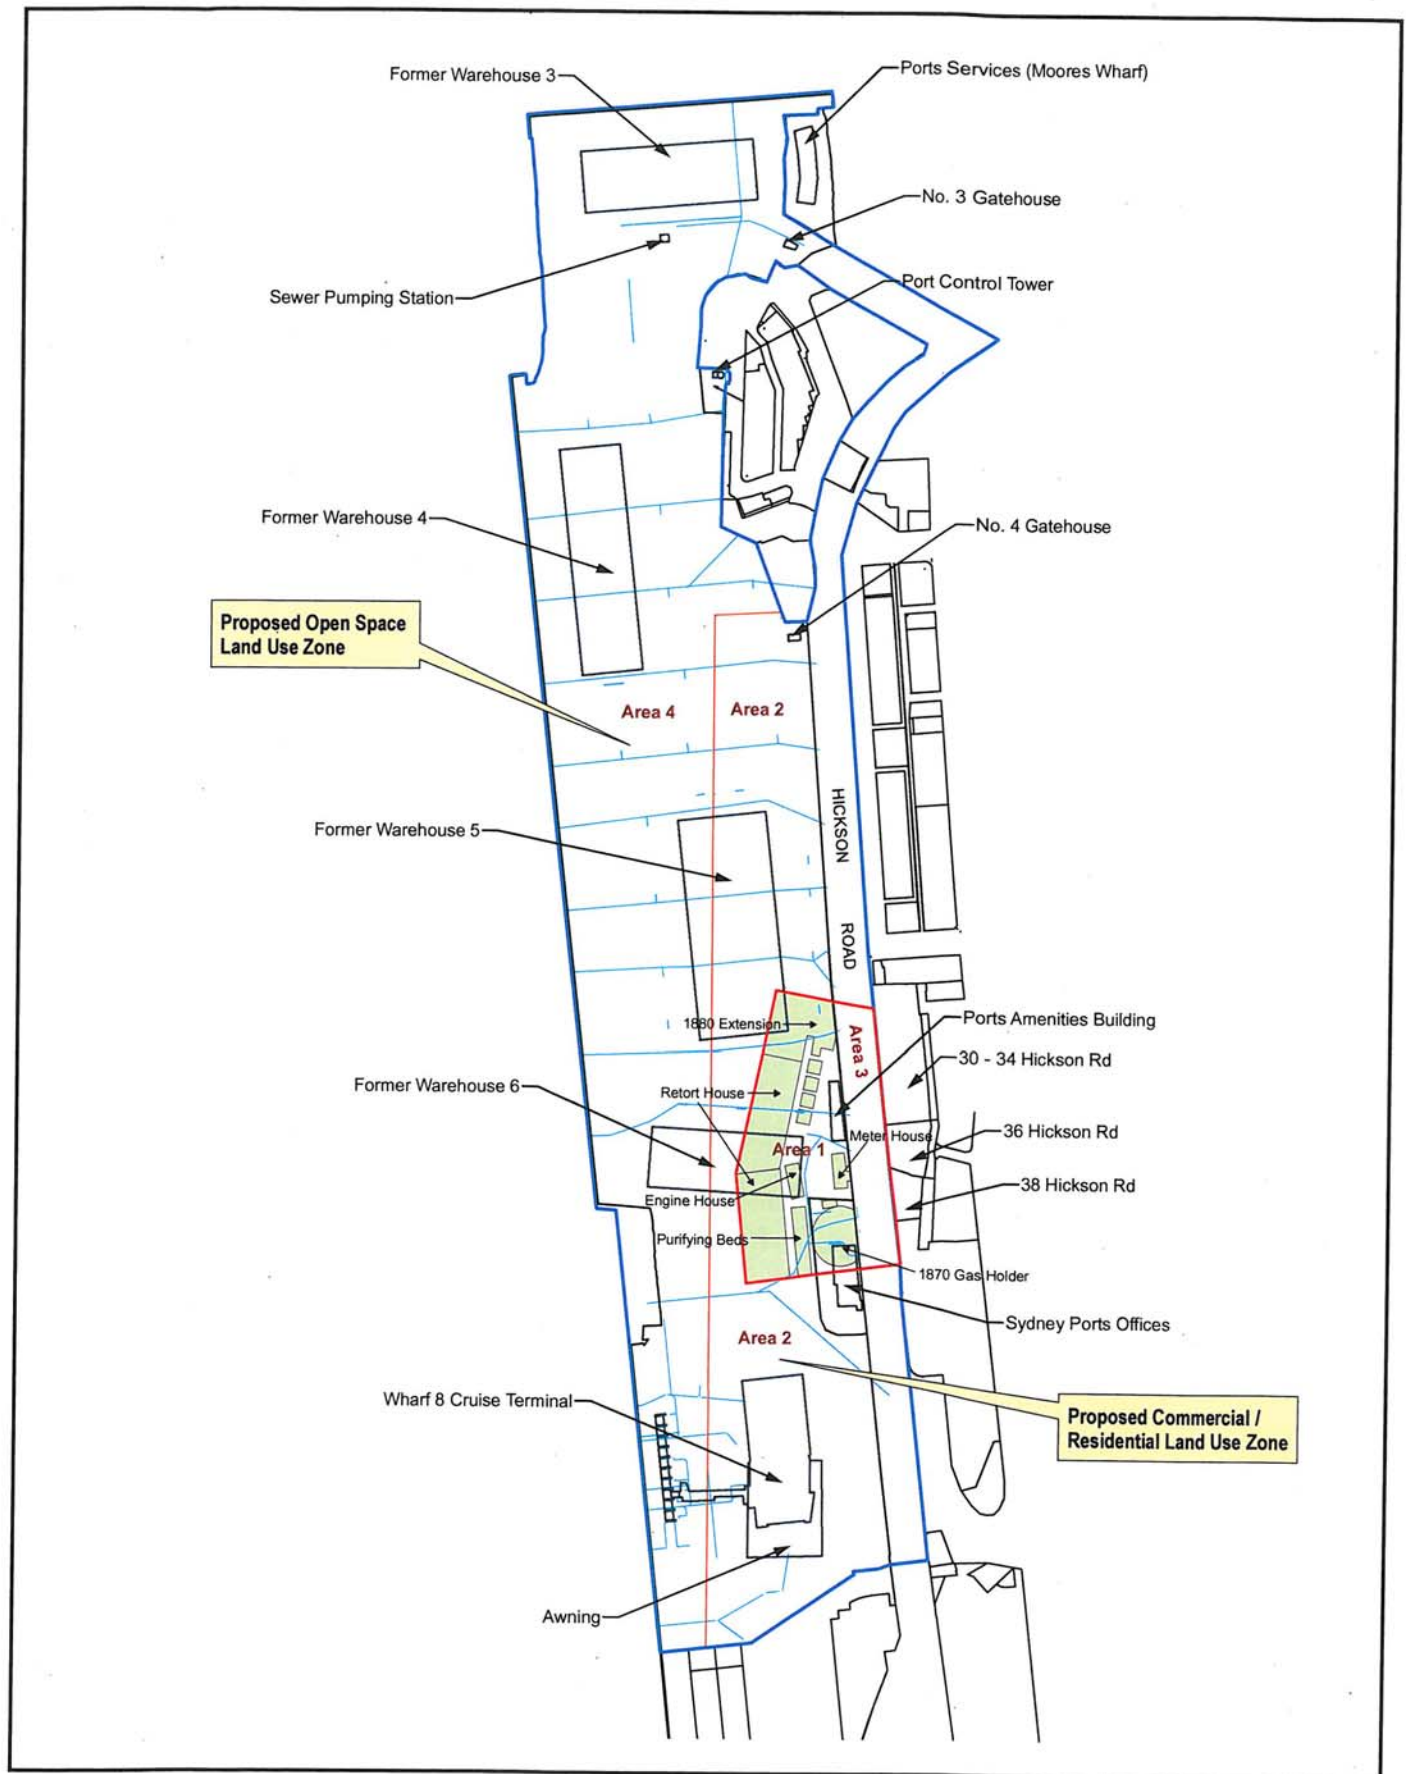 Former Warehouse 3
Ports Services (Moores Wharf)
No. 3 Gatehouse
Sewer Pumping Station
Port Control Tower
Former Warehouse 4
No. 4 Gatehouse
Proposed Open Space
Land Use Zone
Area 4
Area 2
HICKSON
ROAD
Former Warehouse 5
1880 Extension
Area 3
Ports Amenities Building
30 - 34 Hickson Rd
Former Warehouse 6
Retort House
Meter House
36 Hickson Rd
Area 1
38 Hickson Rd
Engine House
Purifying Beds
1870 Gas Holder
Sydney Ports Offices
Area 2
Wharf 8 Cruise Terminal
Proposed Commercial /
Residential Land Use Zone
Awning